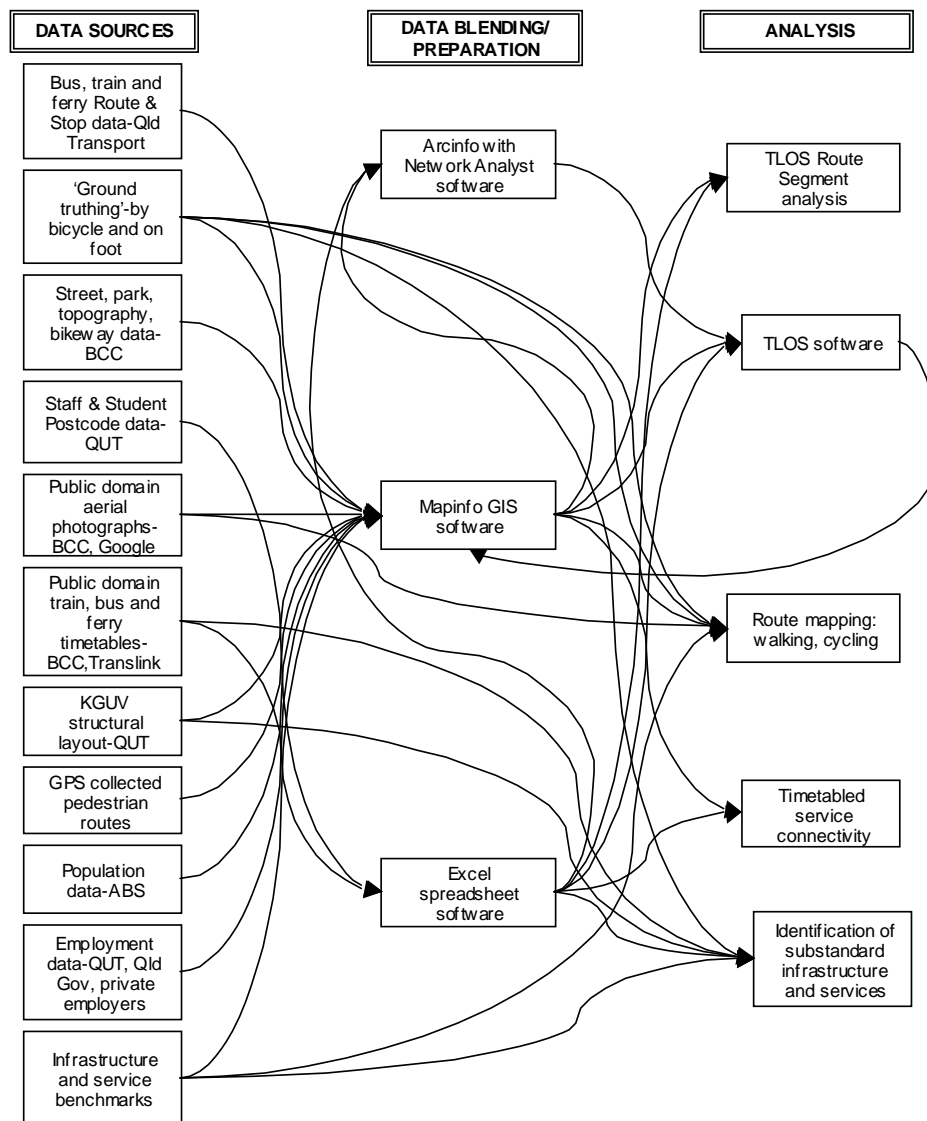 DATA SOURCES
Bus, train and
ferry Route &
Stop data-Qld
Transport
‘Ground
truthing’-by
bicycle and on
foot
Street, park,
topography,
bikeway data-
BCC
Staff & Student
Postcode data-
QUT
Public domain
aerial
photographs-
BCC, Google
Public domain
train, bus and
ferry
timetables-
BCC,Translink
KGUV
structural
layout-QUT
GPS collected
pedestrian
routes
Population
data-ABS
Employment
data-QUT, Qld
Gov, private
employers
Infrastructure
and service
benchmarks
DATA BLENDING/
PREPARATION
Arcinfo with
Network Analyst
software
Mapinfo GIS
software
Excel
spreadsheet
software
ANALYSIS
TLOS Route
Segment
analysis
TLOS software
Route mapping:
walking, cycling
Timetabled
service
connectivity
Identification of
substandard
infrastructure
and services